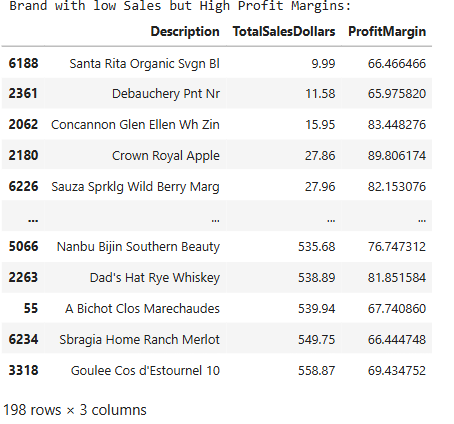 Brand with low Sales but High Profit Margins:
Description TotalSalesDollars ProfitMargin
6188 Santa Rita Organic Svgn Bl 9.99 66.466466
2361 Debauchery Pnt Nr 11.58 65.975820
2062 Concannon Glen Ellen Wh Zin 15.95 83.448276
2180 Crown Royal Apple 27.86 89.806174
6226 Sauza Sprklg Wild Berry Marg 27.96 82.153076
... ... ... ...
5066 Nanbu Bijin Southern Beauty 535.68 76.747312
2263 Dad's Hat Rye Whiskey 538.89 81.851584
55 A Bichot Clos Marechaudes 539.94 67.740860
6234 Sbragia Home Ranch Merlot 549.75 66.444748
3318 Goulee Cos d'Estournel 10 558.87 69.434752
198 rows × 3 columns